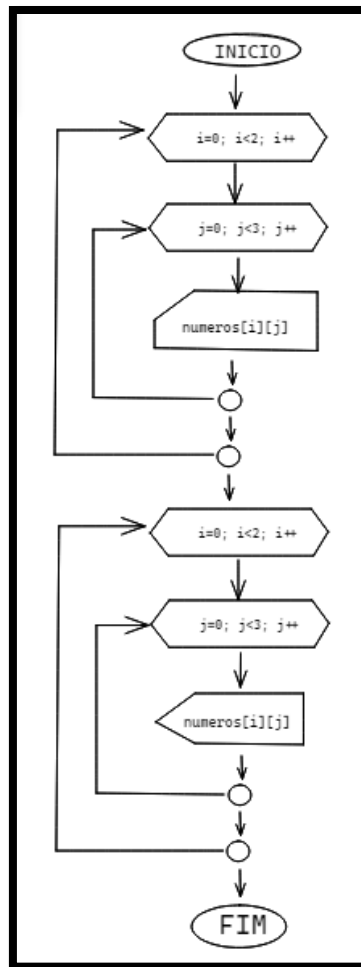 INICIO
i=0; i<2; i++
j=0; j<3; j++
numeros[i][j]
i=0; i<2; i++
j=0; j<3; j++
numeros[i][j]
FIM